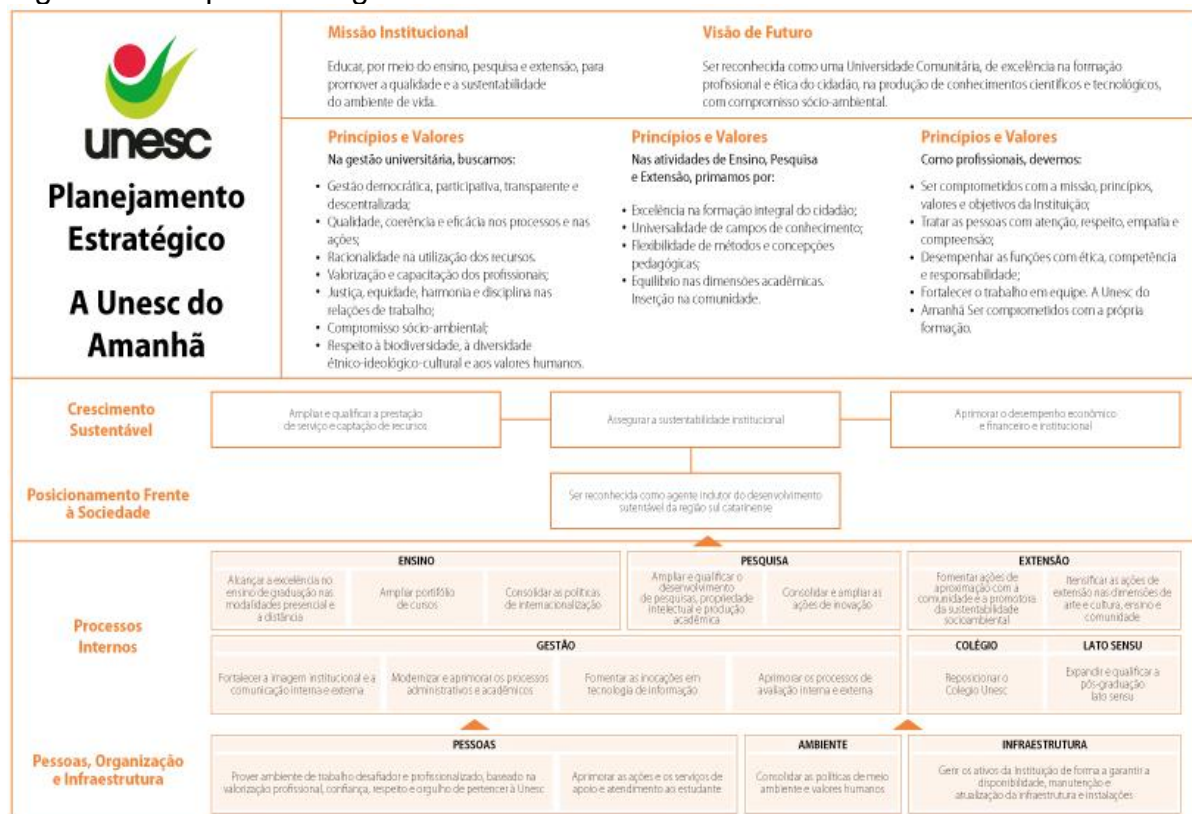 unesc
Planejamento
Estratégico
A Unesc do
Amanhã
Missão Institucional
Educar, por meio do ensino, pesquisa e extensão, para
promover a qualidade e a sustentabilidade
do ambiente de vida.
Visão de Futuro
Ser reconhecida como uma Universidade Comunitária, de excelência na formação
profissional e ética do cidadão, na produção de conhecimentos científicos e tecnológicos,
com compromisso sócio-ambiental.
Princípios e Valores
Na gestão universitária, buscamos:
• Gestão democrática, participativa, transparente e
descentralizada;
• Qualidade, coerência e eficácia nos processos e nas
ações;
• Racionalidade na utilização dos recursos.
• Valorização e capacitação dos profissionais;
• Justiça, equidade, harmonia e disciplina nas
relações de trabalho;
• Compromisso sócio-ambiental;
• Respeito à biodiversidade, à diversidade
étnico-ideológico-cultural e aos valores humanos.
Princípios e Valores
Nas atividades de Ensino, Pesquisa
e Extensão, primamos por:
• Excelência na formação integral do cidadão;
• Universalidade de campos de conhecimento;
• Flexibilidade de métodos e concepções
pedagógicas;
• Equilíbrio nas dimensões acadêmicas.
Inserção na comunidade.
Princípios e Valores
Como profissionais, devemos:
• Ser comprometidos com a missão, princípios,
valores e objetivos da Instituição;
• Tratar as pessoas com atenção, respeito, empatia e
compreensão;
• Desempenhar as funções com ética, competência
e responsabilidade;
• Fortalecer o trabalho em equipe. A Unesc do
• Amanhã Ser comprometidos com a própria
formação.
Crescimento
Sustentável
Ampliar e qualificar a prestação
de serviço e captação de recursos
Assegurar a sustentabilidade institucional
Aprimorar o desempenho econômico
e financeiro e institucional
Posicionamento Frente
à Sociedade
Ser reconhecida como agente indutor do desenvolvimento
sutentável da região sul catarinense
Processos
Internos
ENSINO
Alcançar a excelência no
ensino de graduação nas
modalidades presencial e
a distância
Ampliar portifólio
de cursos
Consolidar as políticas
de internacionalização
PESQUISA
Ampliar e qualificar o
desenvolvimento
de pesquisas, propriedade
intelectual e produção
acadêmica
Consolidar e ampliar as
ações de inovação
EXTENSÃO
Fomentar ações de
aproximação com a
comunidade e a promotora
da sustentabilidade
socioambiental
Itensificar as ações de
extensão nas dimensões de
arte e cultura, ensino e
comunidade
GESTÃO
Fortalecer a imagem institucional e a
comunicação interna e externa
Modernizar e aprimorar os processos
administrativos e acadêmicos
Fomentar as inocações em
tecnologia de informação
Aprimorar os processos de
avaliação interna e externa
COLÉGIO
Reposicionar o
Colegio Unesc
LATO SENSU
Expandir e qualificar a
pós-graduação
lato sensu
Pessoas, Organização
e Infraestrutura
PESSOAS
Prover ambiente de trabalho desafiador e profissionalizado, baseado na
valorização profissional, confiança, respeito e orgulho de pertencer à Unesc
Aprimorar as ações e os serviços de
apoio e atendimento ao estudante
AMBIENTE
Consolidar as políticas de meio
ambiente e valores humanos
INFRAESTRUTURA
Gerir os ativos da Instituição de forma a garantir a
disponibilidade, manutenção e
atualização da infraestrutura e instalações